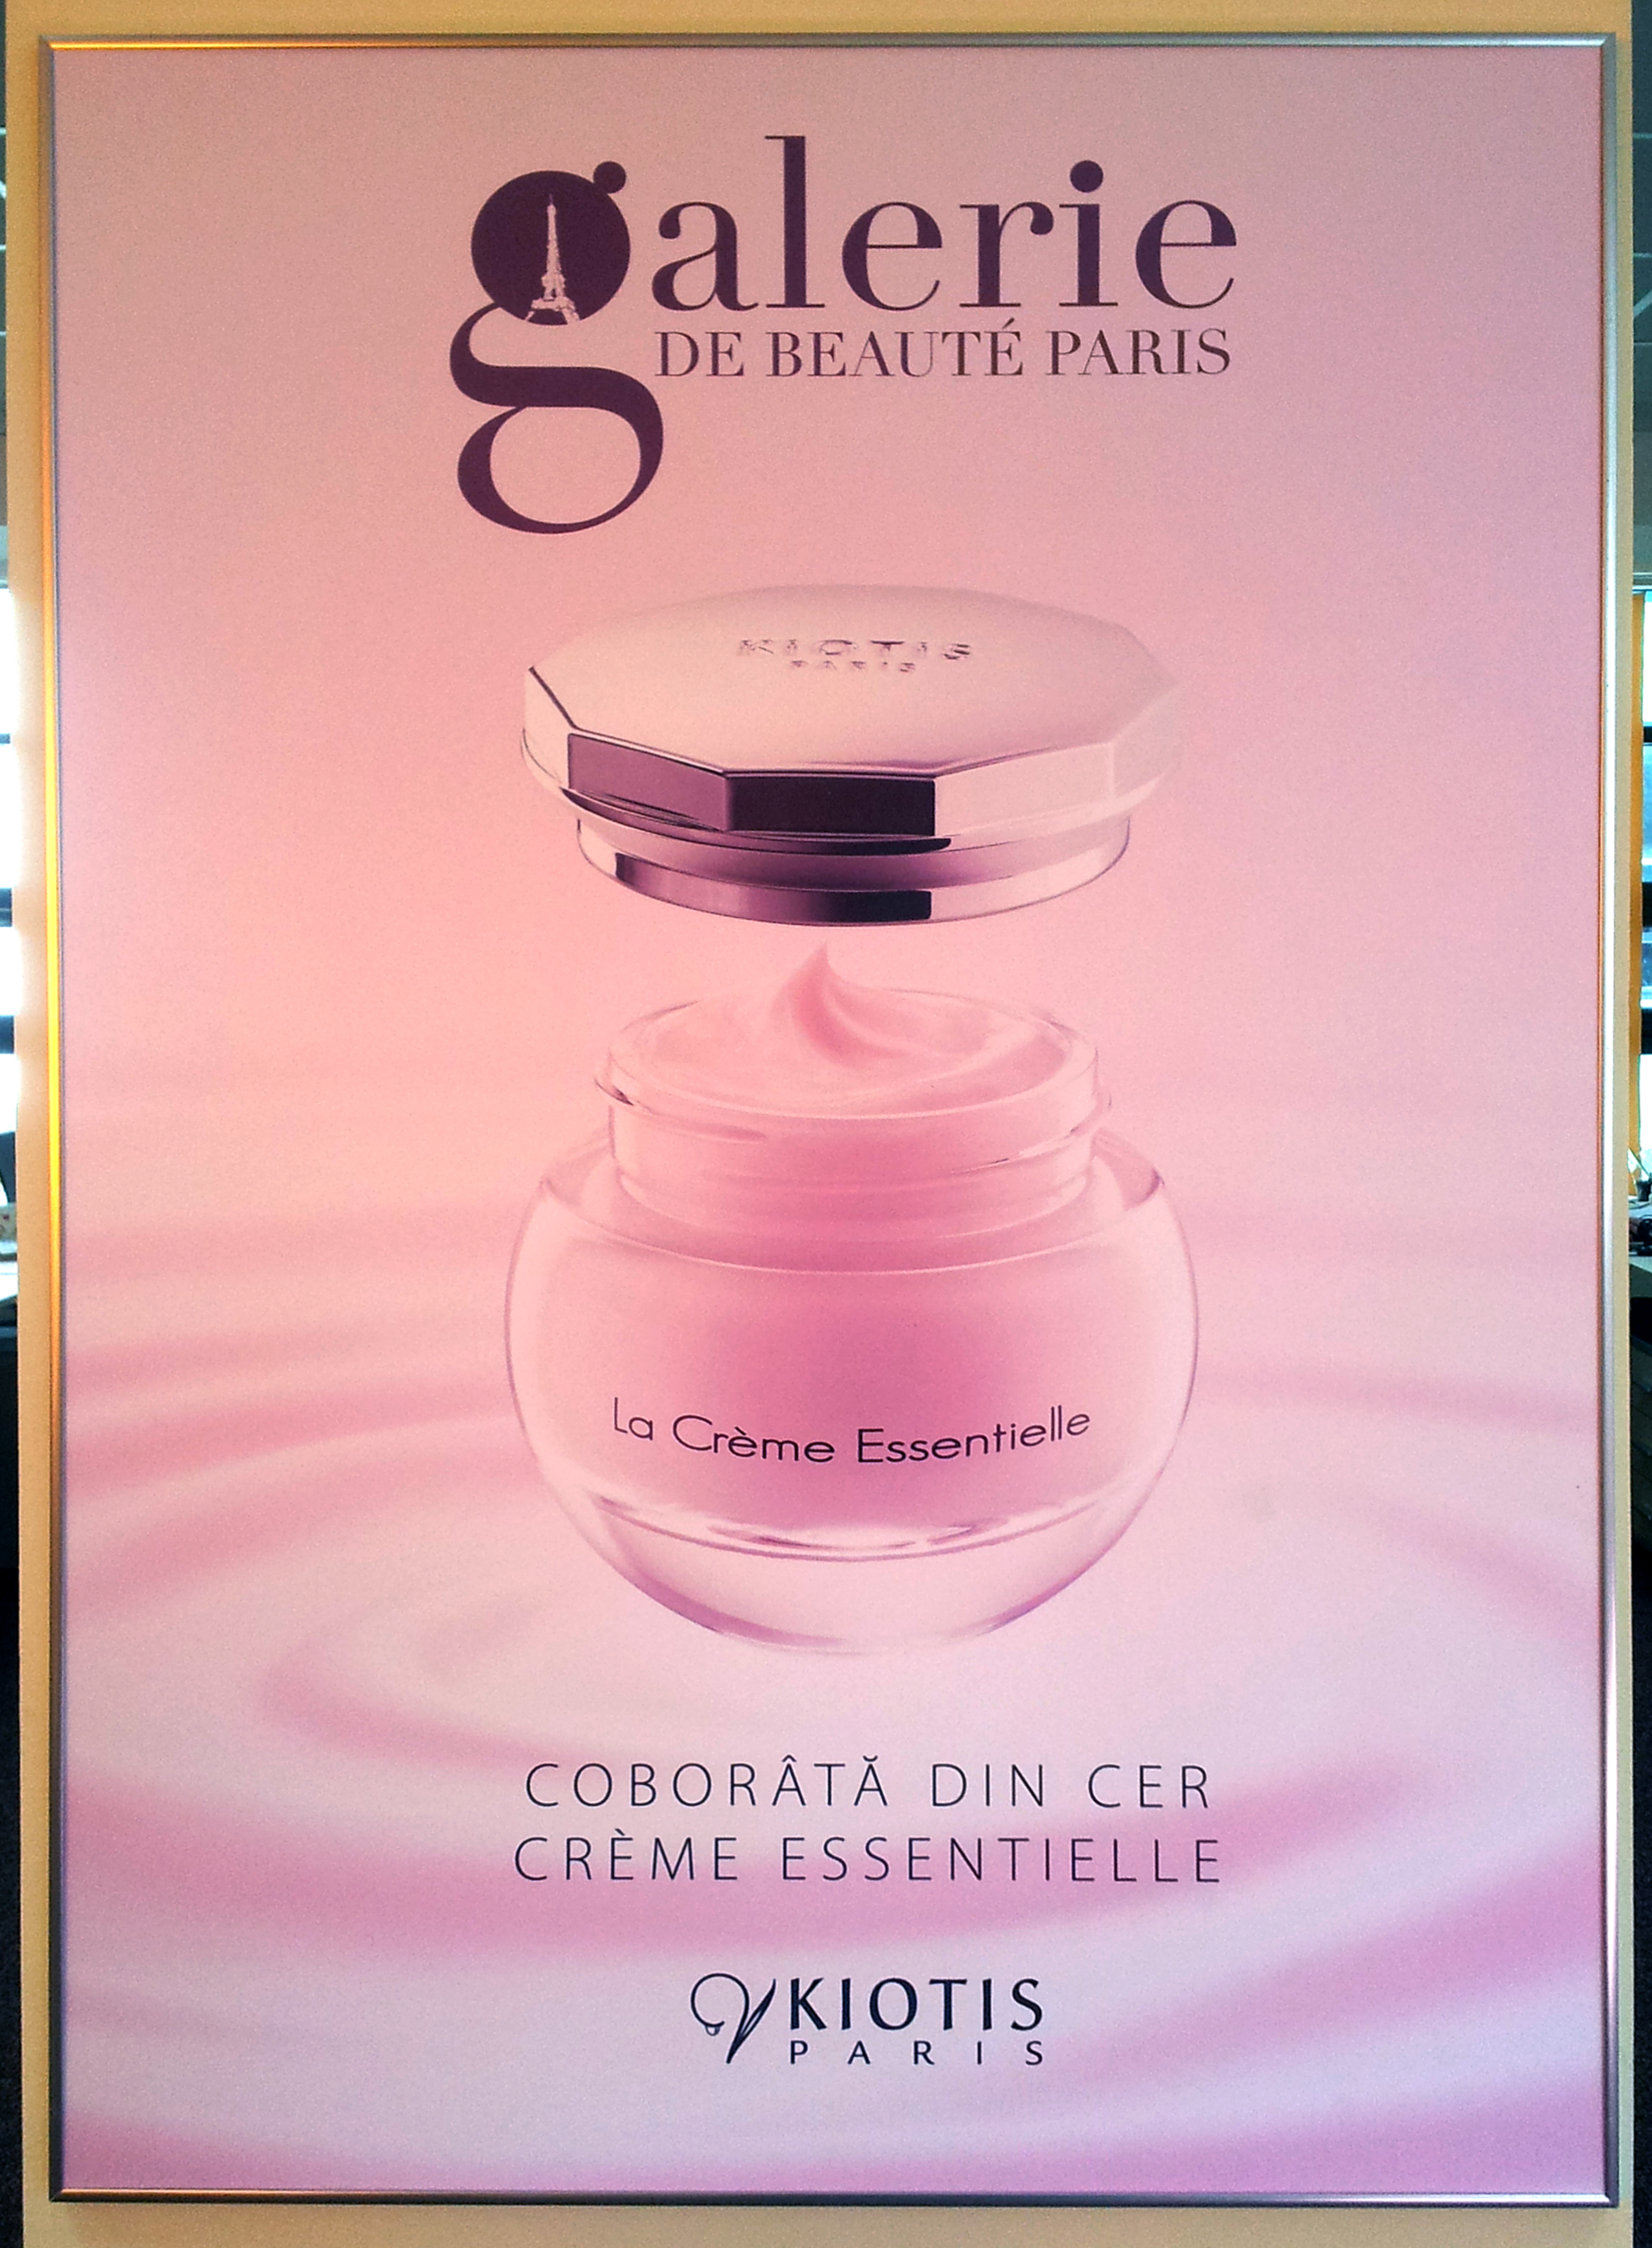 galerie
DE BEAUTÉ PARIS
KIOTIS
PARIS
La Crème Essentielle
COBORÂTĂ DIN CER
CRÈME ESSENTIELLE
KIOTIS
PARIS